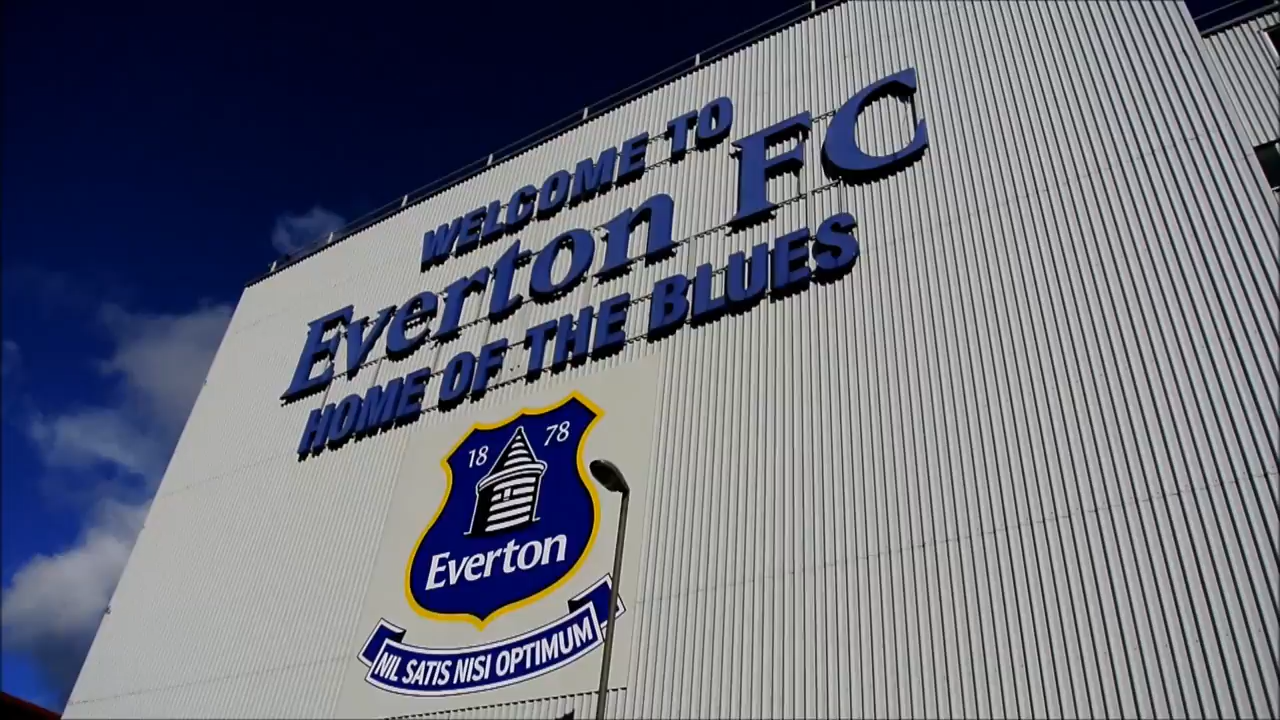 WELCOME TO
Everton FC
HOME OF THE BLUES
18 78
Everton
NIL SATIS NISI OPTIMUM